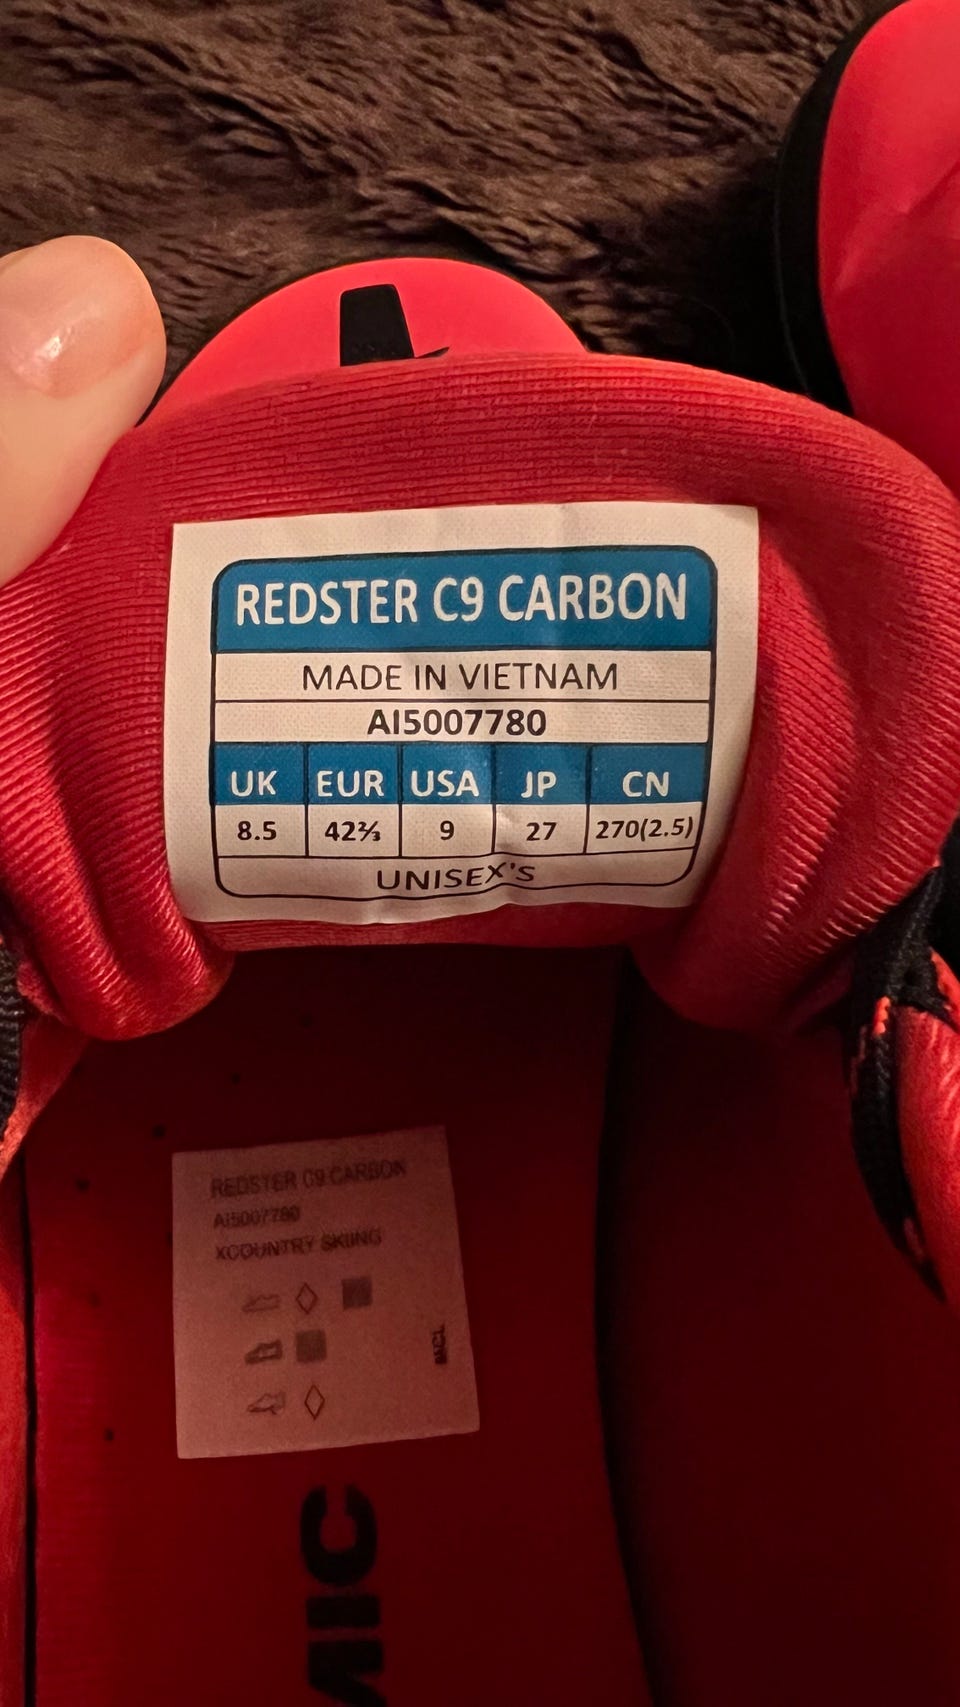 REDSTER C9 CARBON
MADE IN VIETNAM
AI5007780
UK EUR USA JP CN
8.5 42⅔ 9 27 270(2.5)
UNISEX'S
REDSTER C9 CARBON
AI5007780
XCOUNTRY SKIING
MCL
MIC